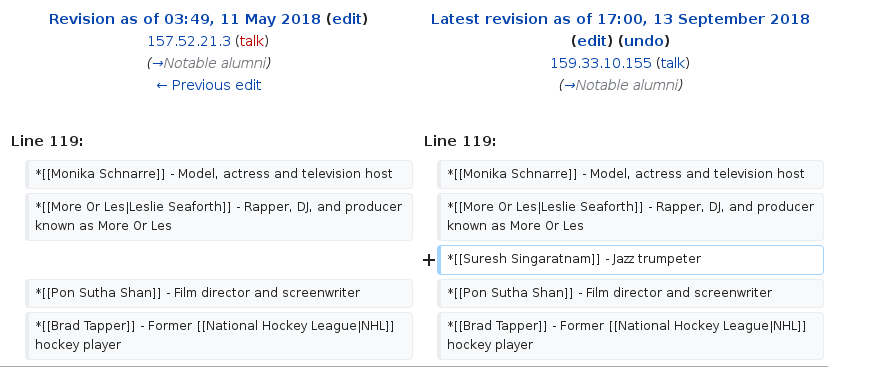 Revision as of 03:49, 11 May 2018 (edit)
157.52.21.3 (talk)
(→Notable alumni)
← Previous edit
Latest revision as of 17:00, 13 September 2018
(edit) (undo)
159.33.10.155 (talk)
(→Notable alumni)
Line 119:
Line 119:
*[[Monika Schnarre]] - Model, actress and television host
*[[Monika Schnarre]] - Model, actress and television host
*[[More Or Les|Leslie Seaforth]] - Rapper, DJ, and producer
known as More Or Les
*[[More Or Les|Leslie Seaforth]] - Rapper, DJ, and producer
known as More Or Les
+ *[[Suresh Singaratnam]] - Jazz trumpeter
*[[Pon Sutha Shan]] - Film director and screenwriter
*[[Pon Sutha Shan]] - Film director and screenwriter
*[[Brad Tapper]] - Former [[National Hockey League|NHL]]
hockey player
*[[Brad Tapper]] - Former [[National Hockey League|NHL]]
hockey player